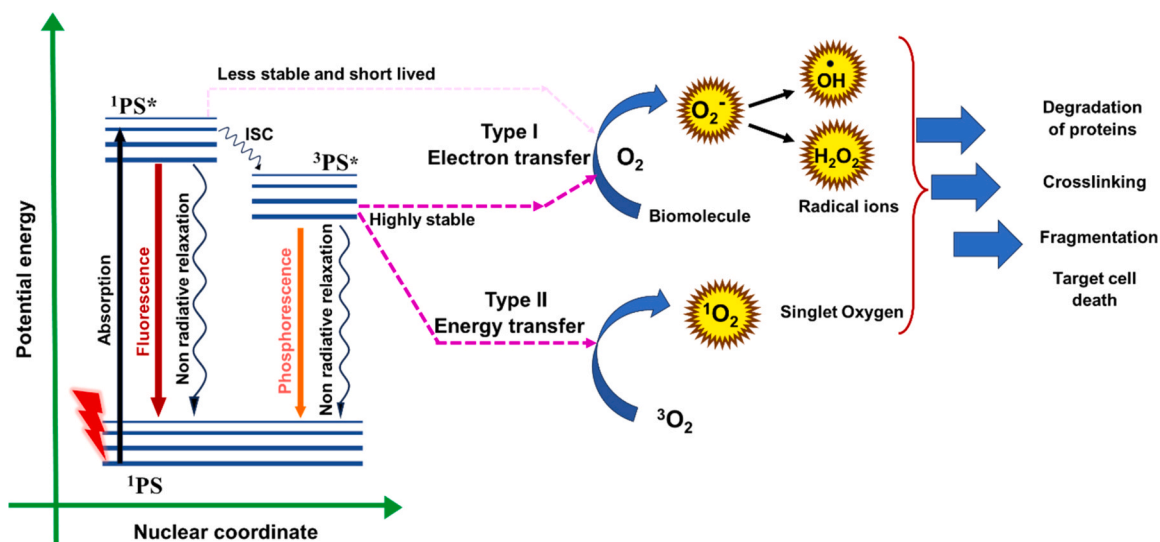 Potential energy
Nuclear coordinate
¹PS*
Less stable and short lived
ISC
³PS*
Absorption
Fluorescence
Non radiative relaxation
Phosphorescence
Non radiative relaxation
¹PS
Highly stable
Type I
Electron transfer
O₂
Biomolecule
O₂⁻
•
OH
H₂O₂
Radical ions
Type II
Energy transfer
³O₂
¹O₂
Singlet Oxygen
Degradation
of proteins
Crosslinking
Fragmentation
Target cell
death